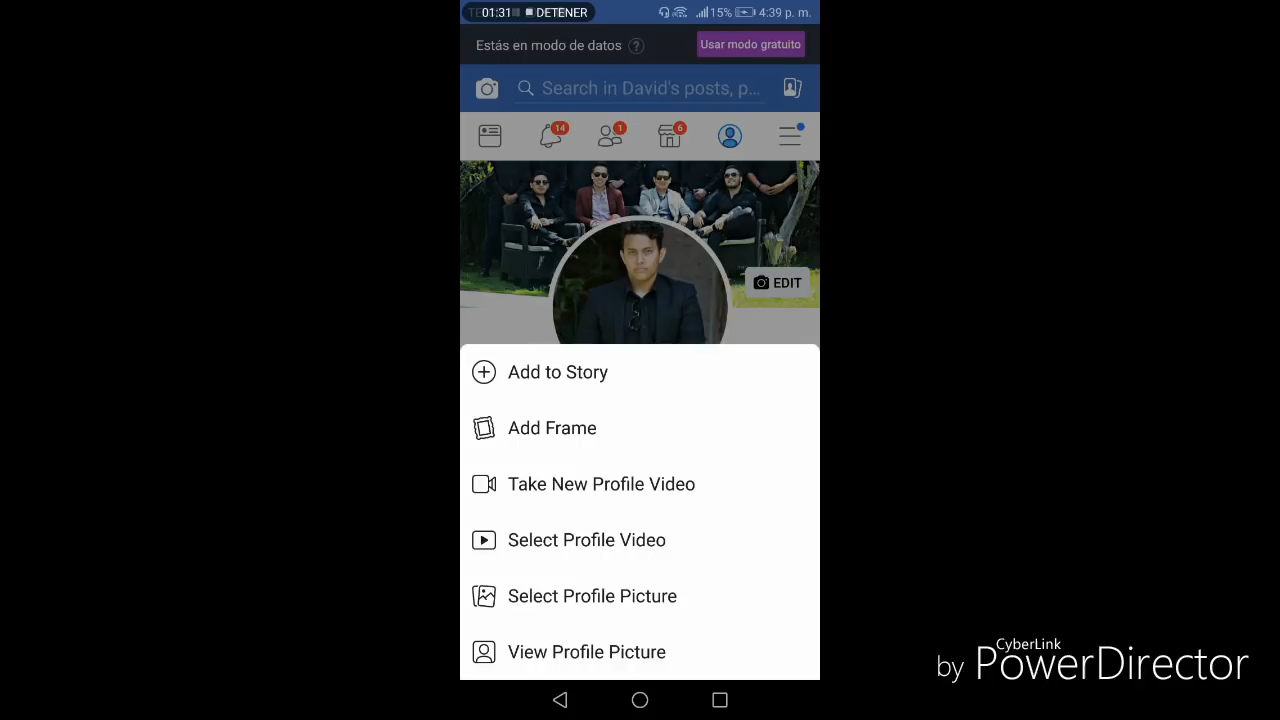 01:31 DETENER
15% 4:39 p. m.
Estás en modo de datos ?
Usar modo gratuito
Search in David's posts, p...
14
1
6
EDIT
Add to Story
Add Frame
Take New Profile Video
Select Profile Video
Select Profile Picture
View Profile Picture
CyberLink
by PowerDirector